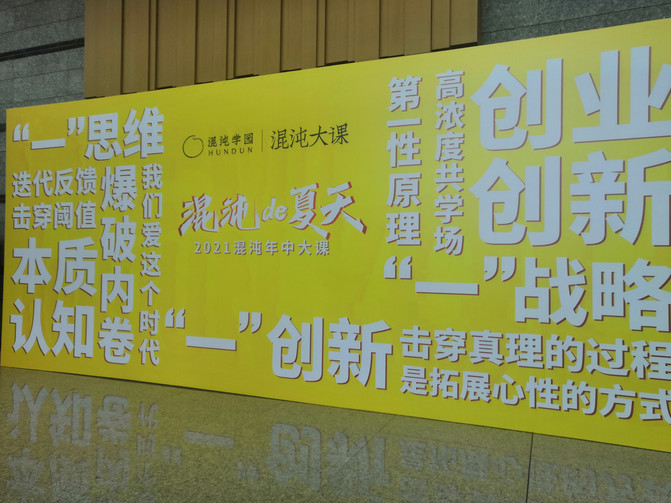 “一”思维
迭代反馈
击穿阈值
本质
认知
爆破内卷
我们爱这个时代
混沌学园
HUNDUN
混沌大课
混沌de夏天
2021混沌年中大课
“一”创新
第一性原理
高浓度共学场
创业
创新
“一”战略
击穿真理的过程
是拓展心性的方式